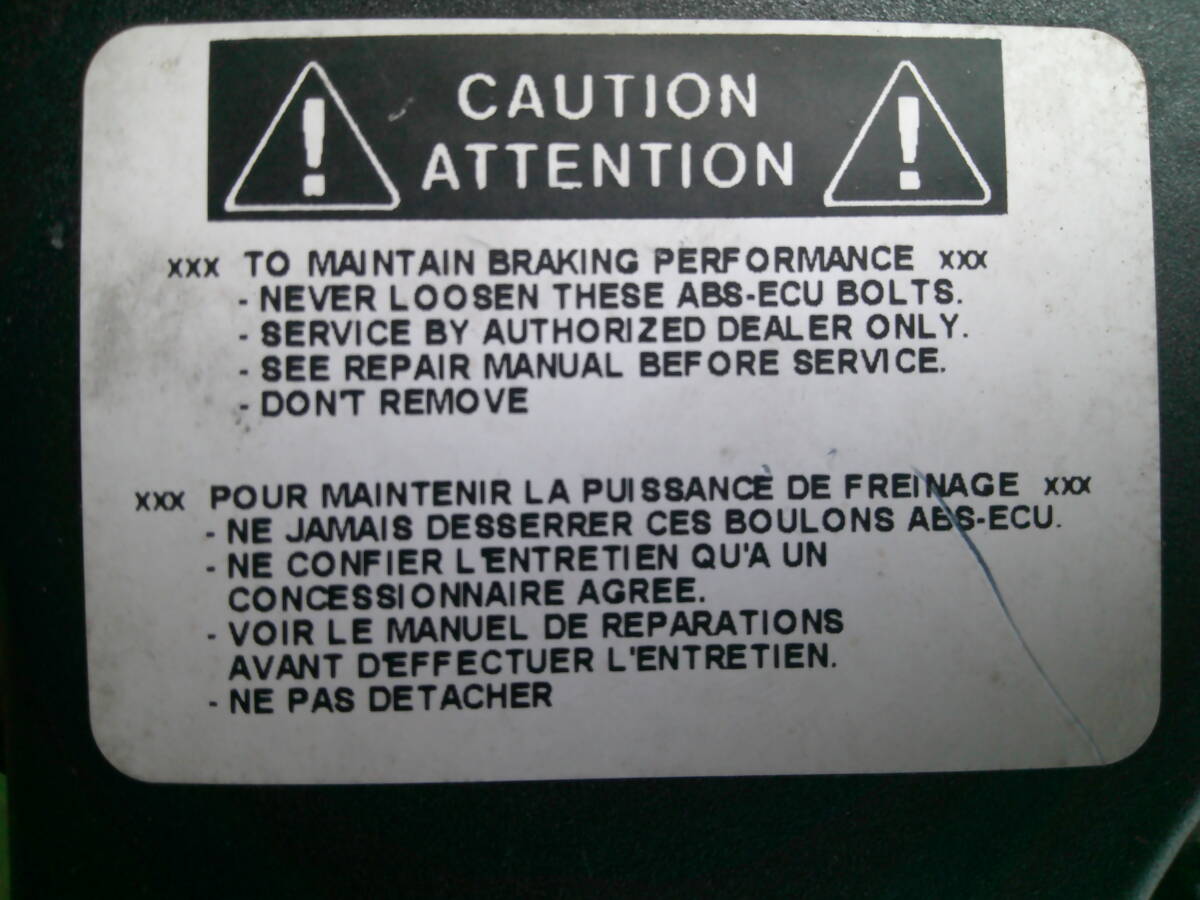 CAUTION
ATTENTION
xxx TO MAINTAIN BRAKING PERFORMANCE xxx
- NEVER LOOSEN THESE ABS-ECU BOLTS.
- SERVICE BY AUTHORIZED DEALER ONLY.
- SEE REPAIR MANUAL BEFORE SERVICE.
- DON'T REMOVE
xxx POUR MAINTENIR LA PUISSANCE DE FREINAGE xxx
- NE JAMAIS DESSERRER CES BOULONS ABS-ECU.
- NE CONFIER L'ENTRETIEN QU'A UN
CONCESSIONNAIRE AGREE.
- VOIR LE MANUEL DE REPARATIONS
AVANT D'EFFECTUER L'ENTRETIEN.
- NE PAS DETACHER